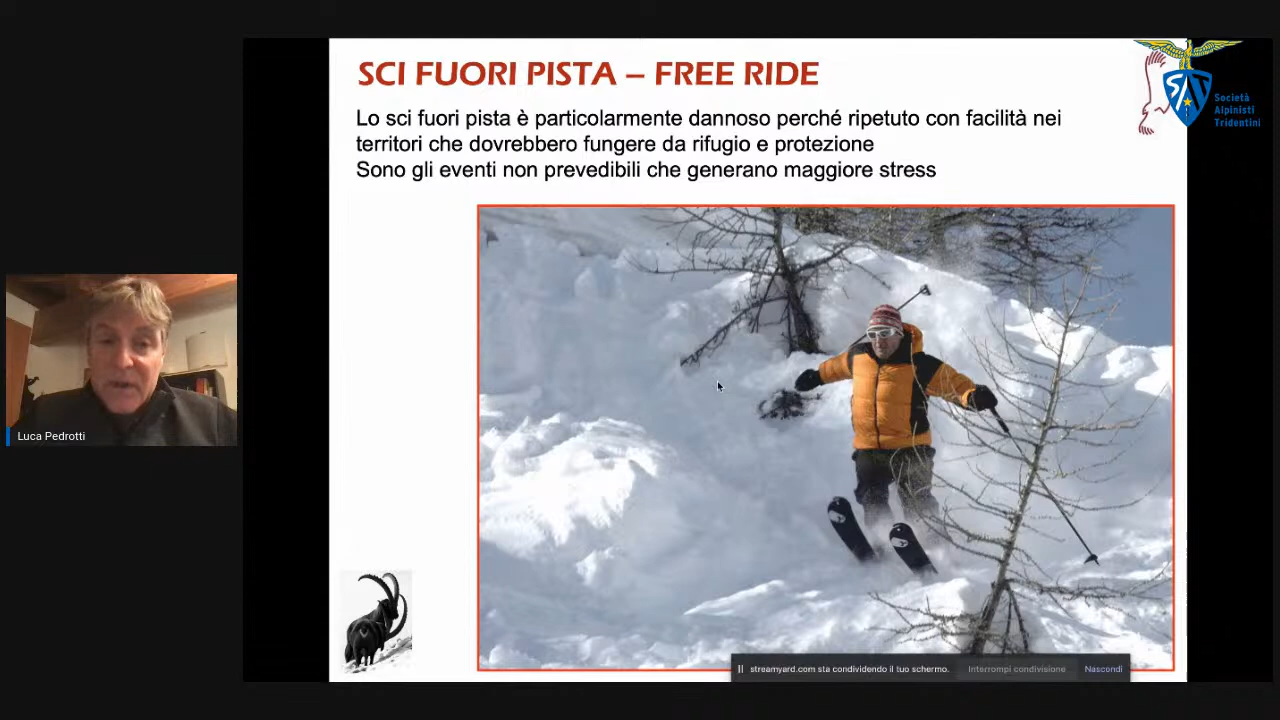 SCI FUORI PISTA – FREE RIDE
Lo sci fuori pista è particolarmente dannoso perché ripetuto con facilità nei
territori che dovrebbero fungere da rifugio e protezione
Sono gli eventi non prevedibili che generano maggiore stress
SAT
Società
Alpinisti
Tridentini
Luca Pedrotti
streamyard.com sta condividendo il tuo schermo.
Interrompi condivisione
Nascondi